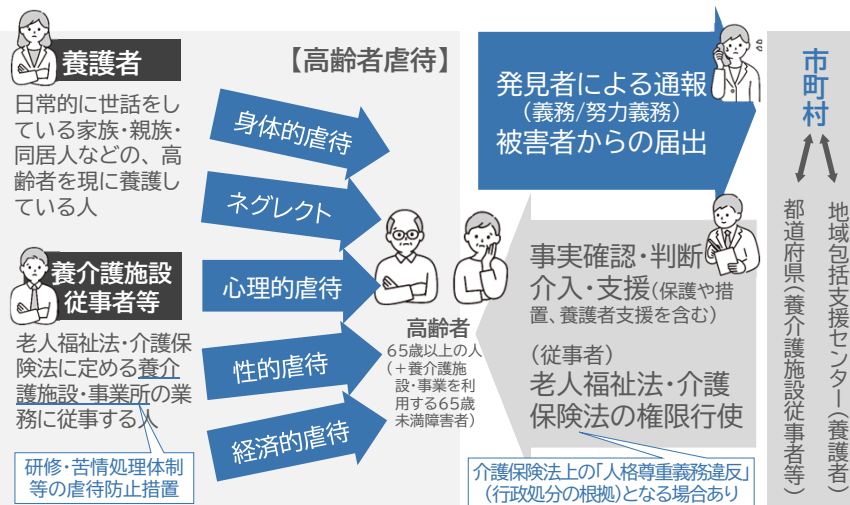 養護者
日常的に世話をし
ている家族・親族・
同居人などの、高
齢者を現に養護し
ている人
養介護施設
従事者等
老人福祉法・介護保
険法に定める養介
護施設・事業所の業
務に従事する人
研修・苦情処理体制
等の虐待防止措置
【高齢者虐待】
身体的虐待
ネグレクト
心理的虐待
性的虐待
経済的虐待
高齢者
65歳以上の人
(＋養介護施
設・事業を利
用する65歳
未満障害者)
発見者による通報
(義務/努力義務)
被害者からの届出
事実確認・判断
介入・支援(保護や措
置、養護者支援を含む)
(従事者)
老人福祉法・介護
保険法の権限行使
介護保険法上の「人格尊重義務違反」
(行政処分の根拠)となる場合あり
市町村
地域包括支援センター(養護者)
都道府県(養介護施設従事者等)